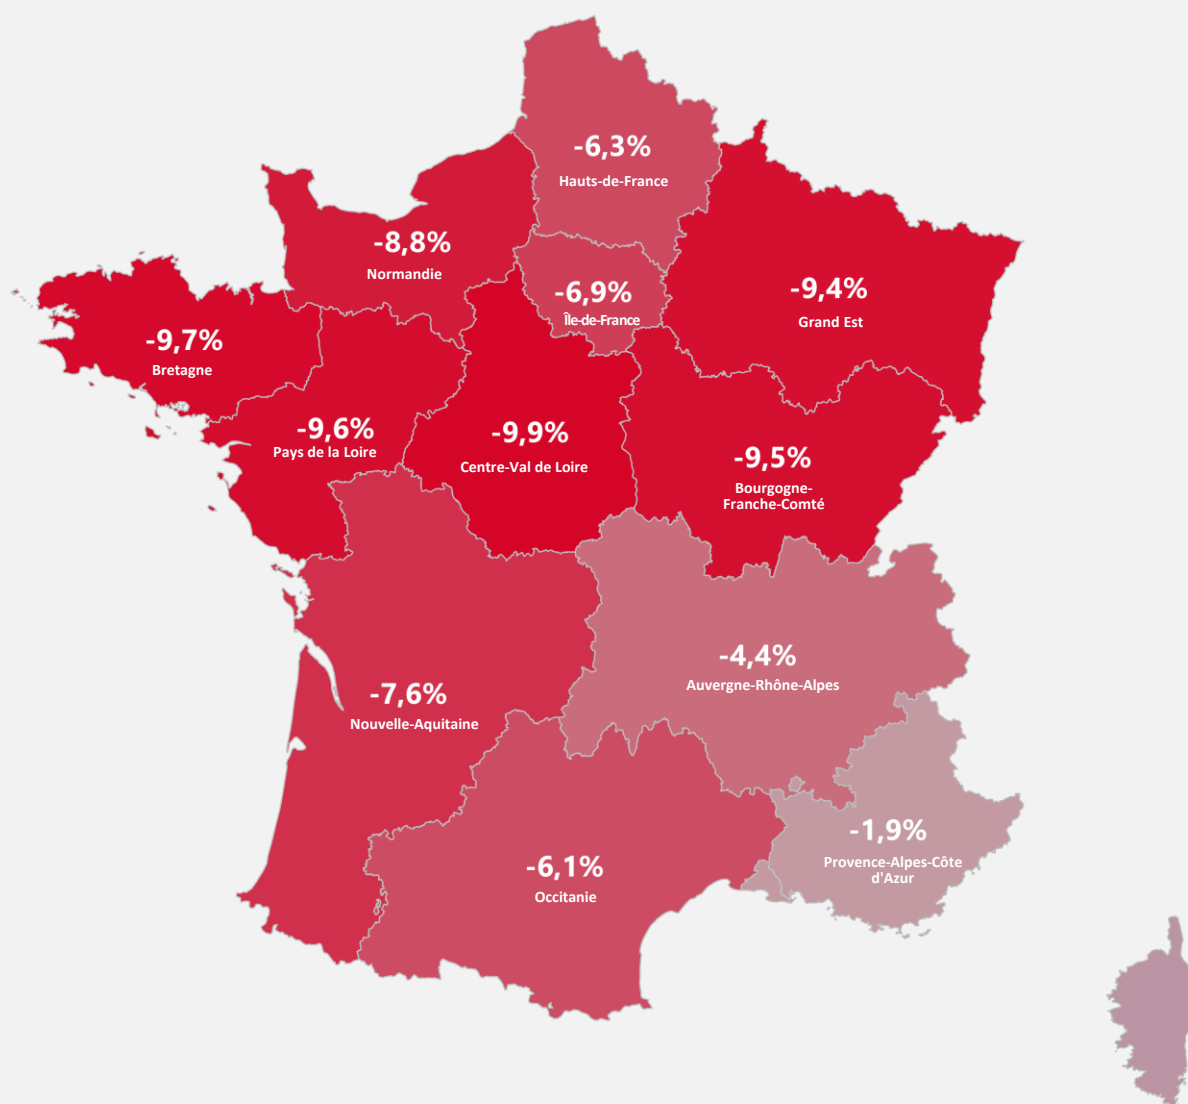 -6,3%
Hauts-de-France
-8,8%
Normandie
-6,9%
Île-de-France
-9,4%
Grand Est
-9,7%
Bretagne
-9,6%
Pays de la Loire
-9,9%
Centre-Val de Loire
-9,5%
Bourgogne-
Franche-Comté
-4,4%
Auvergne-Rhône-Alpes
-7,6%
Nouvelle-Aquitaine
-1,9%
Provence-Alpes-Côte
d'Azur
-6,1%
Occitanie